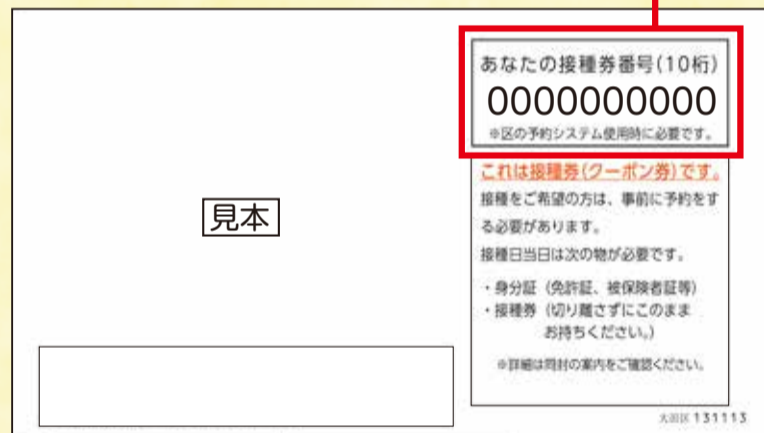 あなたの接種券番号(10桁)
0000000000
※区の予約システム使用時に必要です。
これは接種券(クーポン券)です。
接種をご希望の方は、事前に予約をす
る必要があります。
接種日当日は次の物が必要です。
・身分証(免許証、被保険者証等)
・接種券(切り離さずにこのまま
お持ちください。)
※詳細は同封の案内をご確認ください。
見本
大田区 131113